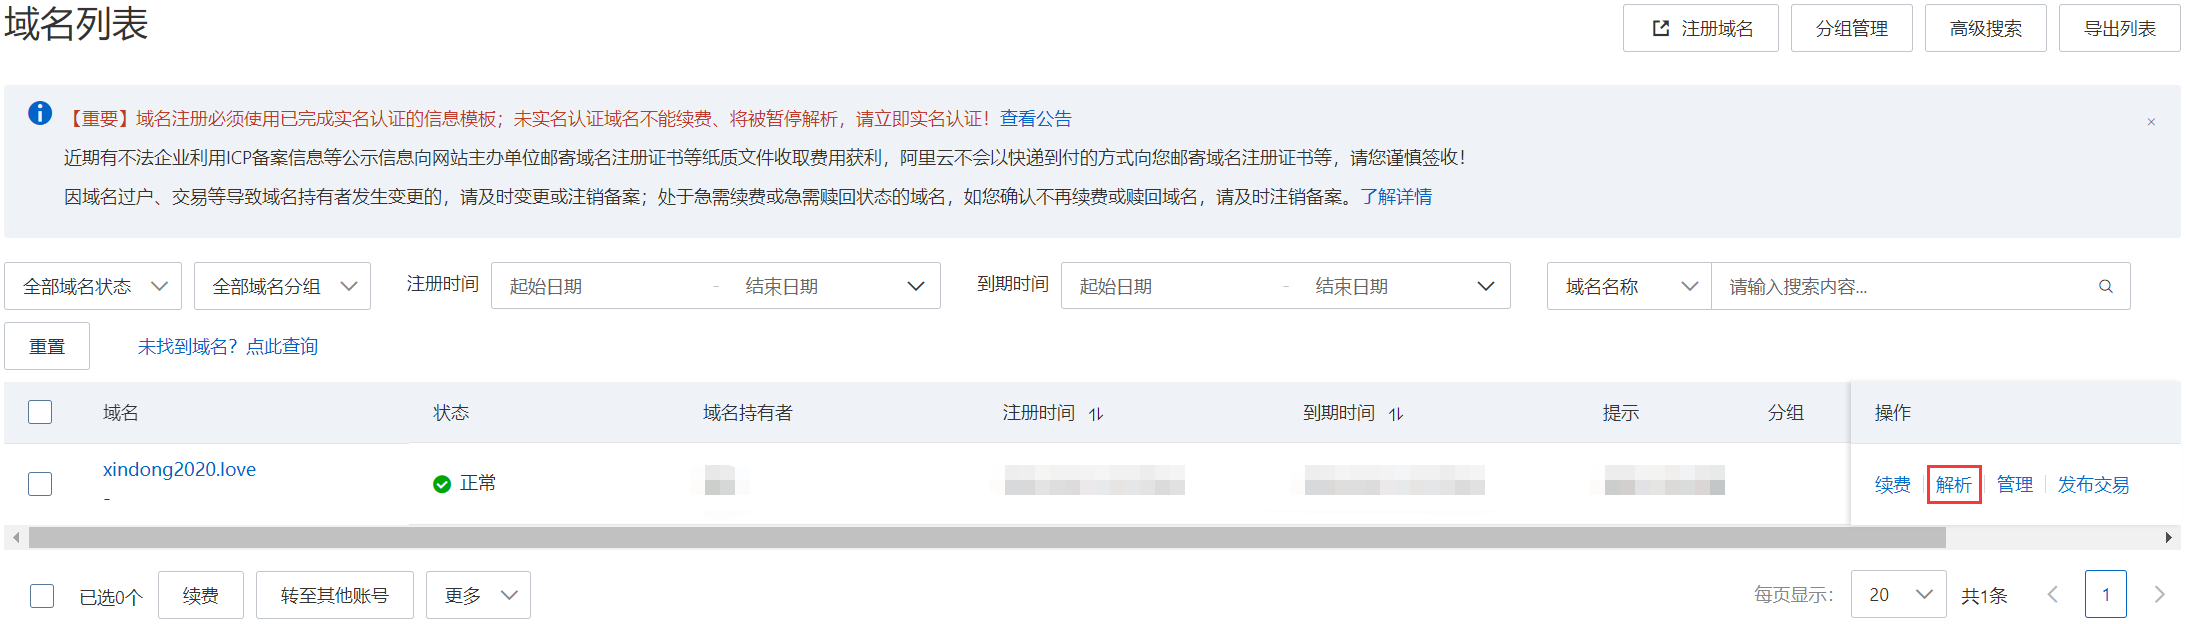 域名列表
注册域名 分组管理 高级搜索 导出列表
【重要】域名注册必须使用已完成实名认证的信息模板；未实名认证域名不能续费、将被暂停解析，请立即实名认证！查看公告
近期有不法企业利用ICP备案信息等公示信息向网站主办单位邮寄域名注册证书等纸质文件收取费用获利，阿里云不会以快递到付的方式向您邮寄域名注册证书等，请您谨慎签收！
因域名过户、交易等导致域名持有者发生变更的，请及时变更或注销备案；处于急需续费或急需赎回状态的域名，如您确认不再续费或赎回域名，请及时注销备案。了解详情
全部域名状态 全部域名分组 注册时间 起始日期 - 结束日期 到期时间 起始日期 - 结束日期 域名名称 请输入搜索内容...
重置 未找到域名？点此查询
域名 状态 域名持有者 注册时间 到期时间 提示 分组 操作
xindong2020.love 正常 续费 解析 管理 发布交易
-
已选0个 续费 转至其他账号 更多 每页显示： 20 共1条 1